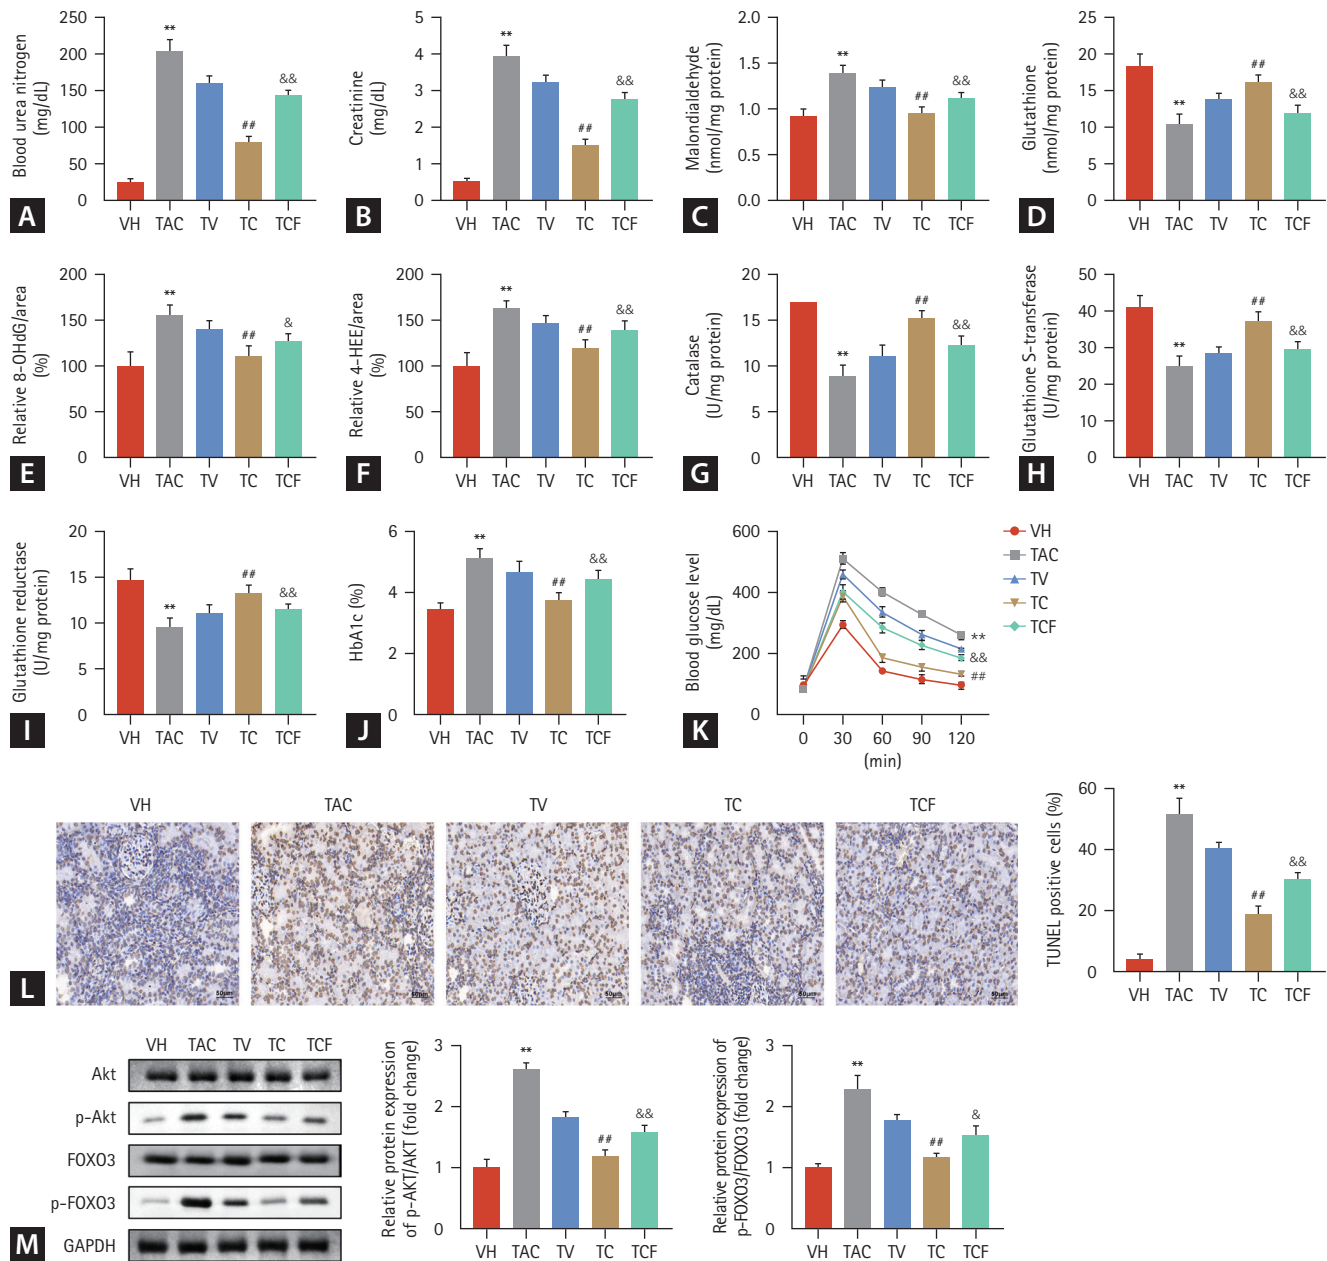 A
Blood urea nitrogen
(mg/dL)
250
200
150
100
50
0
**
##
&&
VH TAC TV TC TCF
B
Creatinine
(mg/dL)
5
4
3
2
1
0
**
##
&&
VH TAC TV TC TCF
C
Malondialdehyde
(nmol/mg protein)
2.0
1.5
1.0
0.5
0.0
**
##
&&
VH TAC TV TC TCF
D
Glutathione
(nmol/mg protein)
25
20
15
10
5
0
**
##
&&
VH TAC TV TC TCF
E
Relative 8-OHdG/area
(%)
200
150
100
50
0
**
##
&
VH TAC TV TC TCF
F
Relative 4-HEE/area
(%)
200
150
100
50
0
**
##
&&
VH TAC TV TC TCF
G
Catalase
(U/mg protein)
20
15
10
5
0
**
##
&&
VH TAC TV TC TCF
H
Glutathione S-transferase
(U/mg protein)
50
40
30
20
10
0
**
##
&&
VH TAC TV TC TCF
I
Glutathione reductase
(U/mg protein)
20
15
10
5
0
**
##
&&
VH TAC TV TC TCF
J
HbA1c (%)
6
4
2
0
**
##
&&
VH TAC TV TC TCF
K
Blood glucose level
(mg/dL)
600
400
200
0
**
&&
##
0 30 60 90 120
(min)
VH
TAC
TV
TC
TCF
L
VH TAC TV TC TCF
50μm 50μm 50μm 50μm 50μm
TUNEL positive cells (%)
60
40
20
0
**
##
&&
VH TAC TV TC TCF
M
VH TAC TV TC TCF
Akt
p-Akt
FOXO3
p-FOXO3
GAPDH
Relative protein expression
of p-AKT/AKT (fold change)
3
2
1
0
**
##
&&
VH TAC TV TC TCF
Relative protein expression of
p-FOXO3/FOXO3 (fold change)
3
2
1
0
**
##
&
VH TAC TV TC TCF